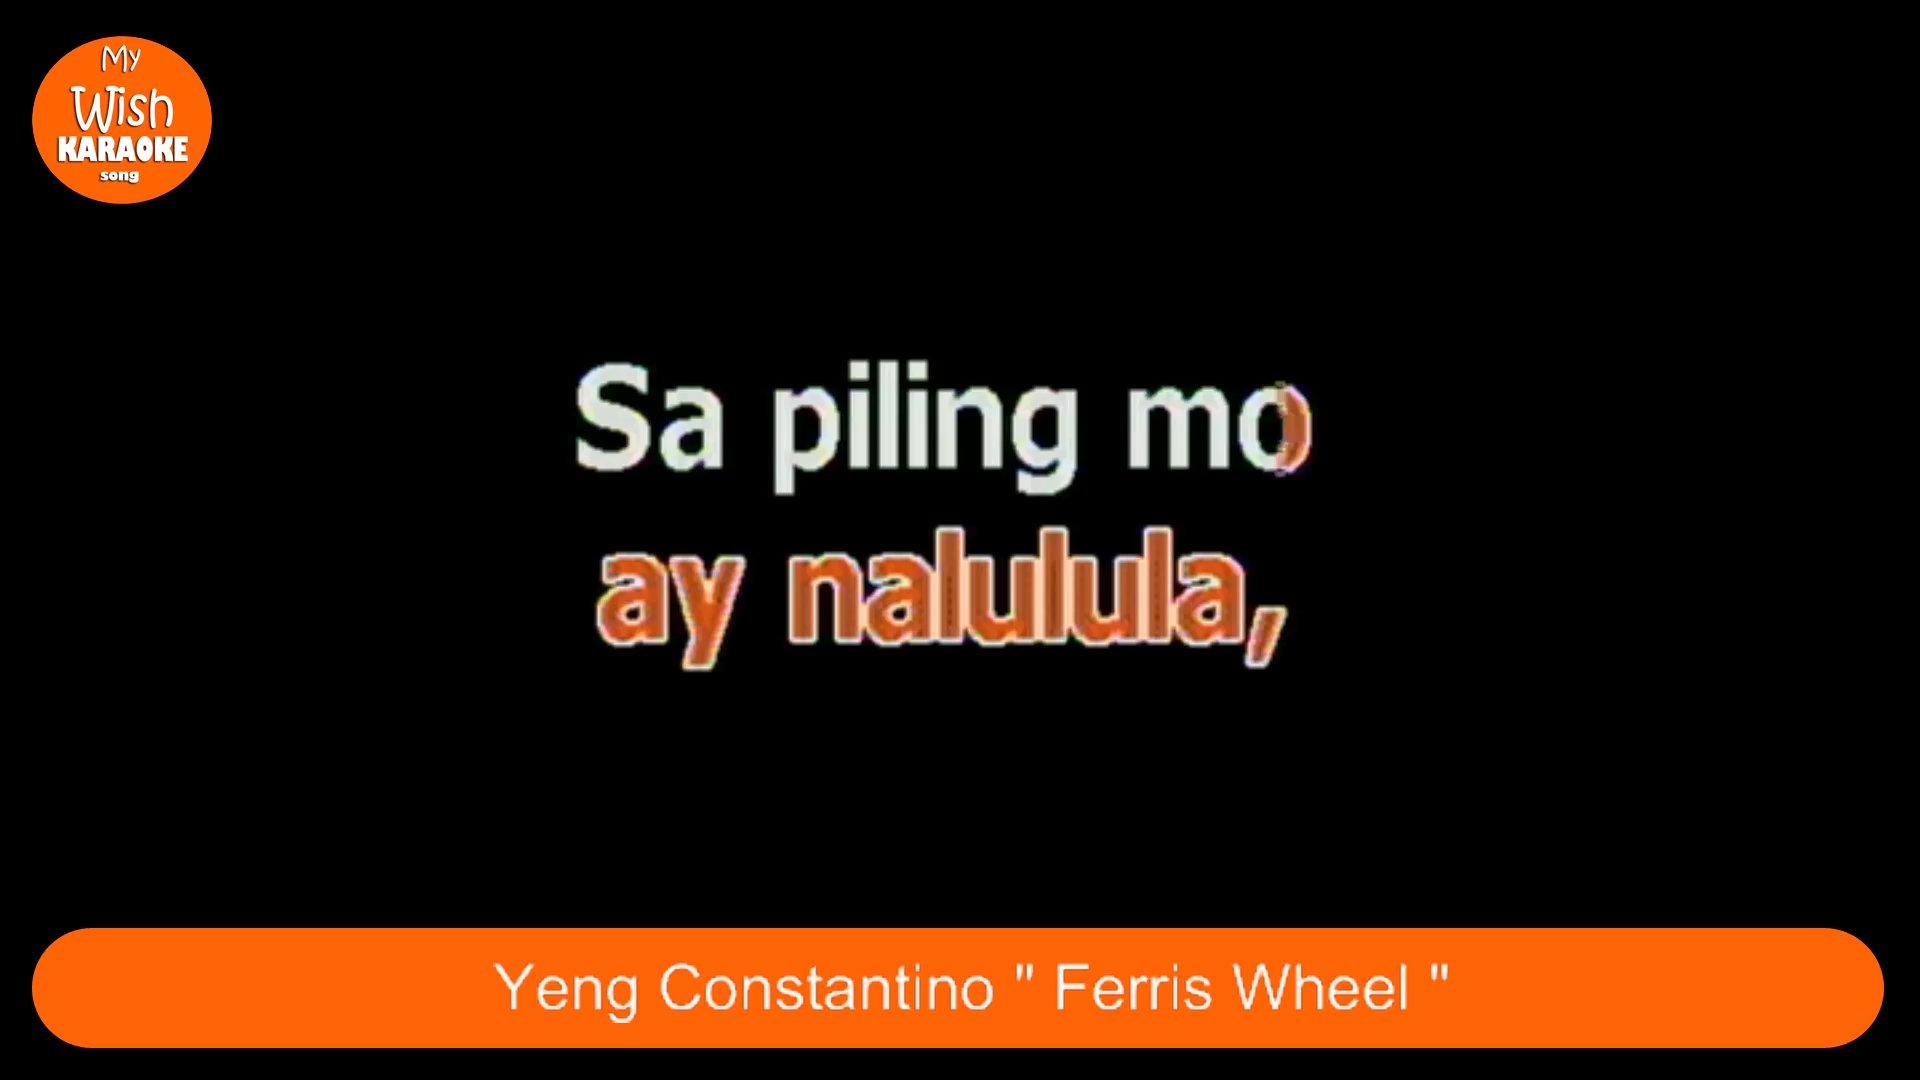 My
Wish
KARAOKE
song
Sa piling mo
ay nalulula,
Yeng Constantino " Ferris Wheel "